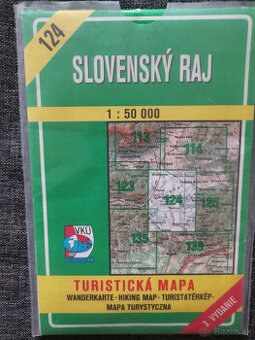 124
SLOVENSKÝ RAJ
1 : 50 000
113
114
123
124
125
135
VKÚ
TURISTICKÁ MAPA
WANDERKARTE · HIKING MAP · TURISTATÉRKÉP ·
MAPA TURYSTYCZNA
3. VYDANIE